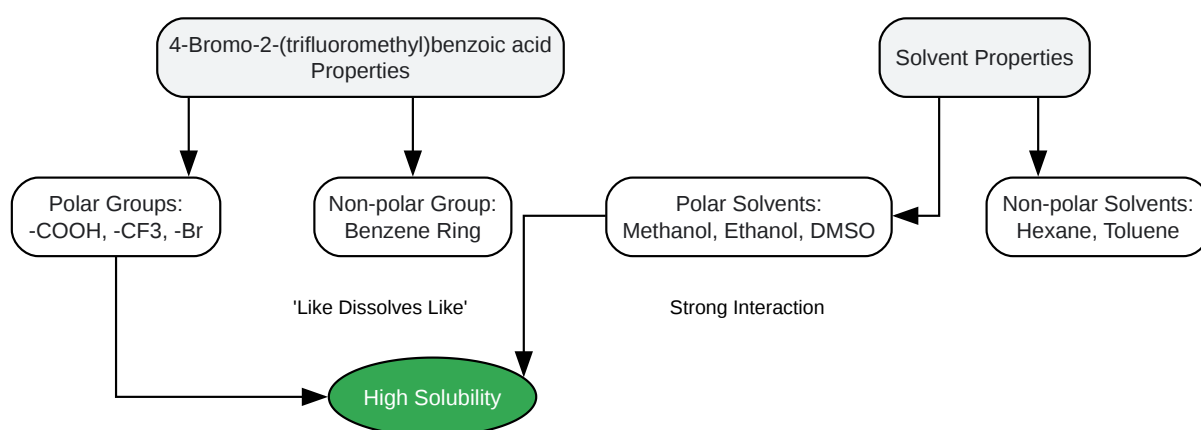 4-Bromo-2-(trifluoromethyl)benzoic acid
Properties
Solvent Properties
Polar Groups:
-COOH, -CF3, -Br
Non-polar Group:
Benzene Ring
Polar Solvents:
Methanol, Ethanol, DMSO
Non-polar Solvents:
Hexane, Toluene
'Like Dissolves Like'
Strong Interaction
High Solubility